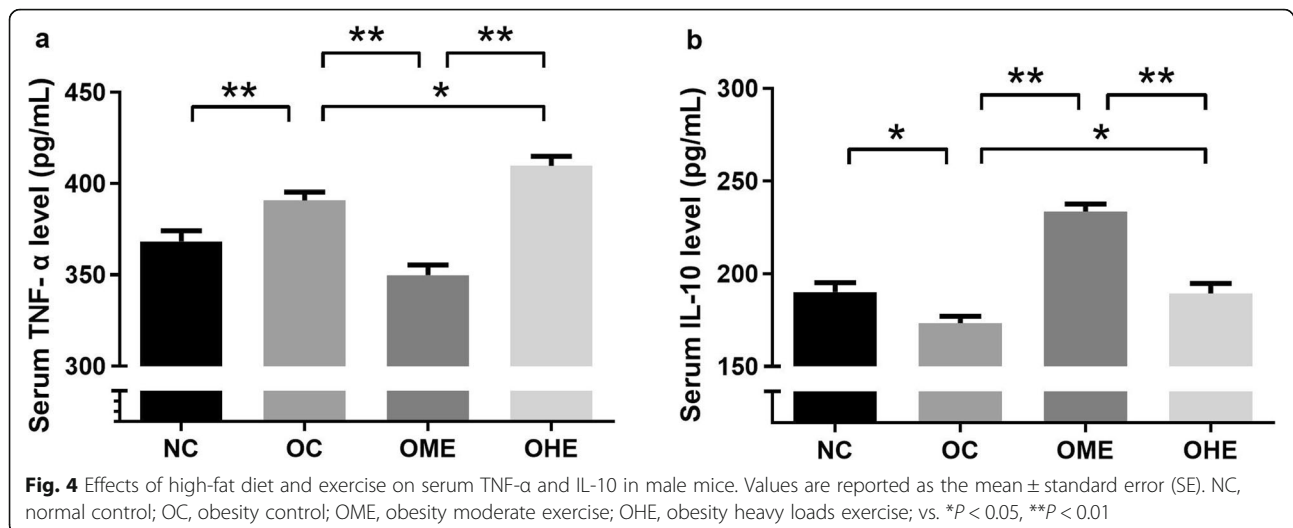 a
** **
** *
Serum TNF- α level (pg/mL)
450
400
350
300
NC OC OME OHE
b
** **
* *
Serum IL-10 level (pg/mL)
300
250
200
150
NC OC OME OHE
Fig. 4 Effects of high-fat diet and exercise on serum TNF-α and IL-10 in male mice. Values are reported as the mean ± standard error (SE). NC,
normal control; OC, obesity control; OME, obesity moderate exercise; OHE, obesity heavy loads exercise; vs. *P < 0.05, **P < 0.01